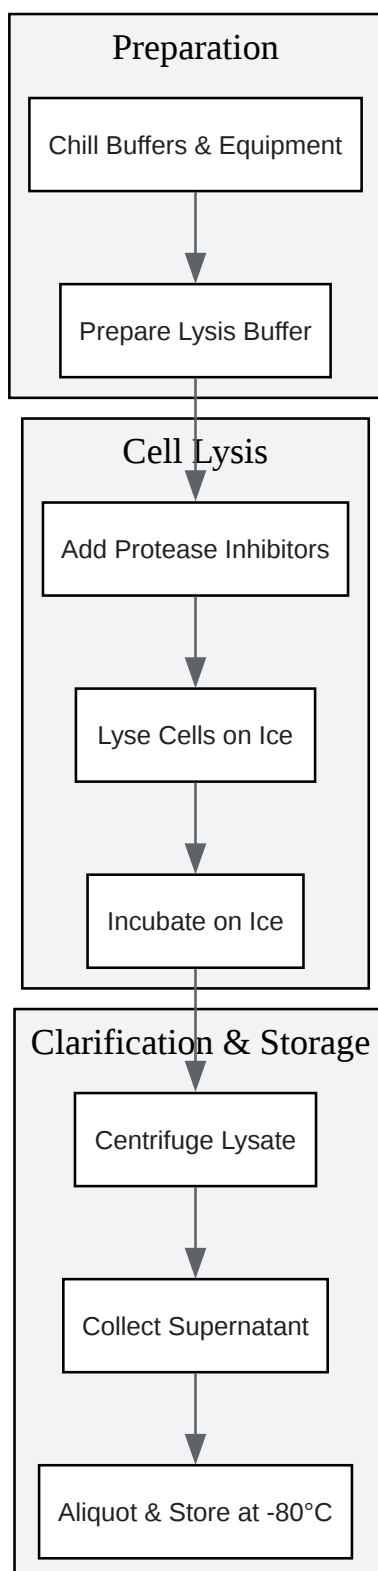 Preparation
Chill Buffers & Equipment
Prepare Lysis Buffer
Cell Lysis
Add Protease Inhibitors
Lyse Cells on Ice
Incubate on Ice
Clarification & Storage
Centrifuge Lysate
Collect Supernatant
Aliquot & Store at -80°C